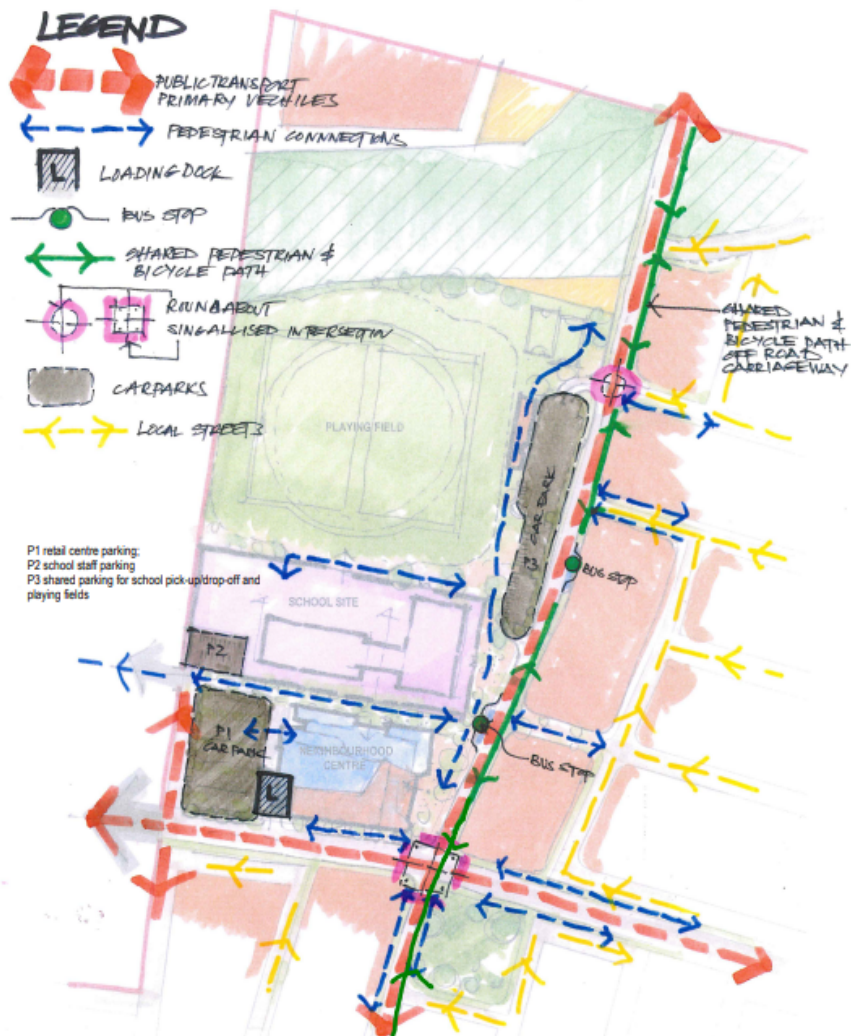 LEGEND
PUBLIC TRANSPORT
PRIMARY VECHILES
PEDESTRIAN CONNNECTIONS
L
LOADING DOCK
BUS STOP
SHARED PEDESTRIAN &
BICYCLE PATH
ROUNDABOUT
SINGALLISED INTERSECTION
CARPARKS
LOCAL STREETS
P1 retail centre parking;
P2 school staff parking
P3 shared parking for school pick-up/drop-off and
playing fields
SHARED
PEDESTRIAN &
BICYCLE PATH
OFF ROAD
CARRIAGEWAY
PLAYING FIELD
CAR PARK
P3
BUS STOP
SCHOOL SITE
P2
P1
CAR PARK
NEIGHBOURHOOD
CENTRE
BUS STOP
L